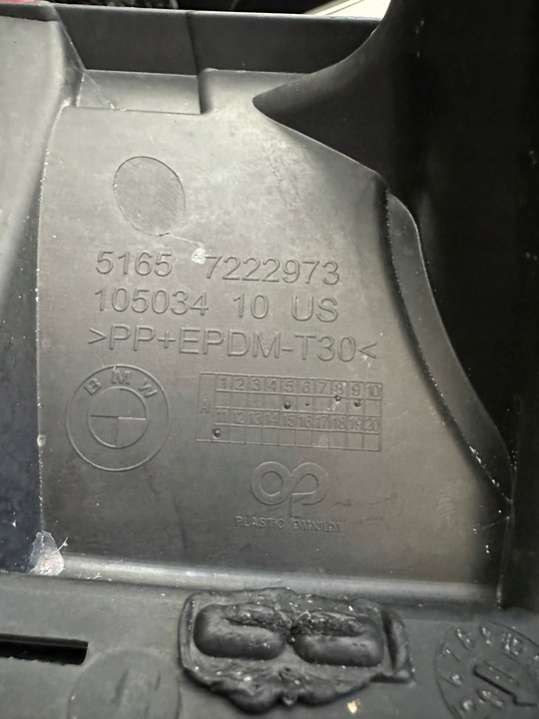 5165 7222973
105034 10 US
>PP+EPDM-T30<
BMW
A
1 2 3 4 5 6 7 8 9 10
11 12 13 14 15 16 17 18 19 20
PLASTIC OMNIUM